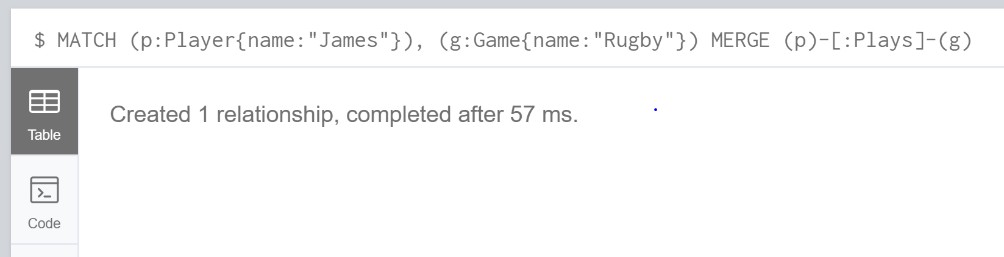 $ MATCH (p:Player{name:"James"}), (g:Game{name:"Rugby"}) MERGE (p)-[:Plays]-(g)
Table
Created 1 relationship, completed after 57 ms.
Code